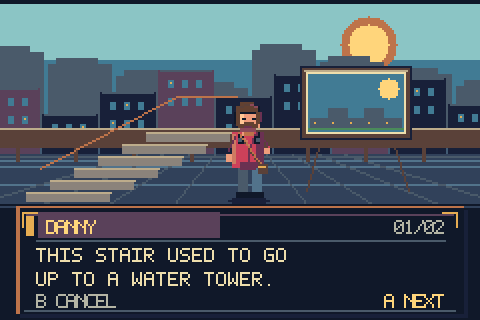 DANNY
01/02
THIS STAIR USED TO GO
UP TO A WATER TOWER.
B CANCEL
A NEXT